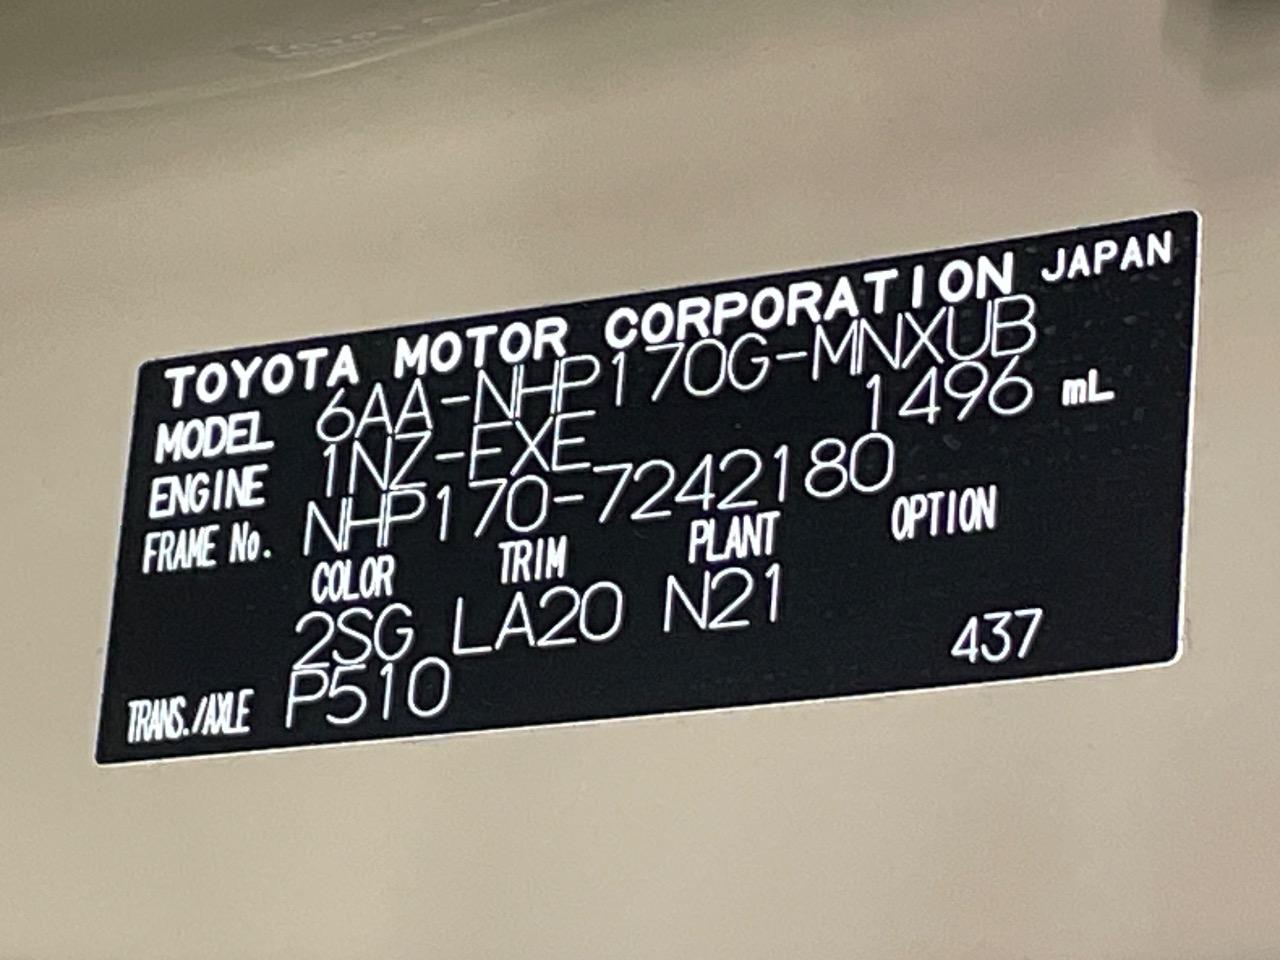 TOYOTA MOTOR CORPORATION JAPAN
MODEL 6AA-NHP170G-MNXUB
ENGINE 1NZ-EXE 1496 mL
FRAME No. NHP170-7242180
COLOR TRIM PLANT OPTION
2SG LA20 N21
TRANS./AXLE P510 437